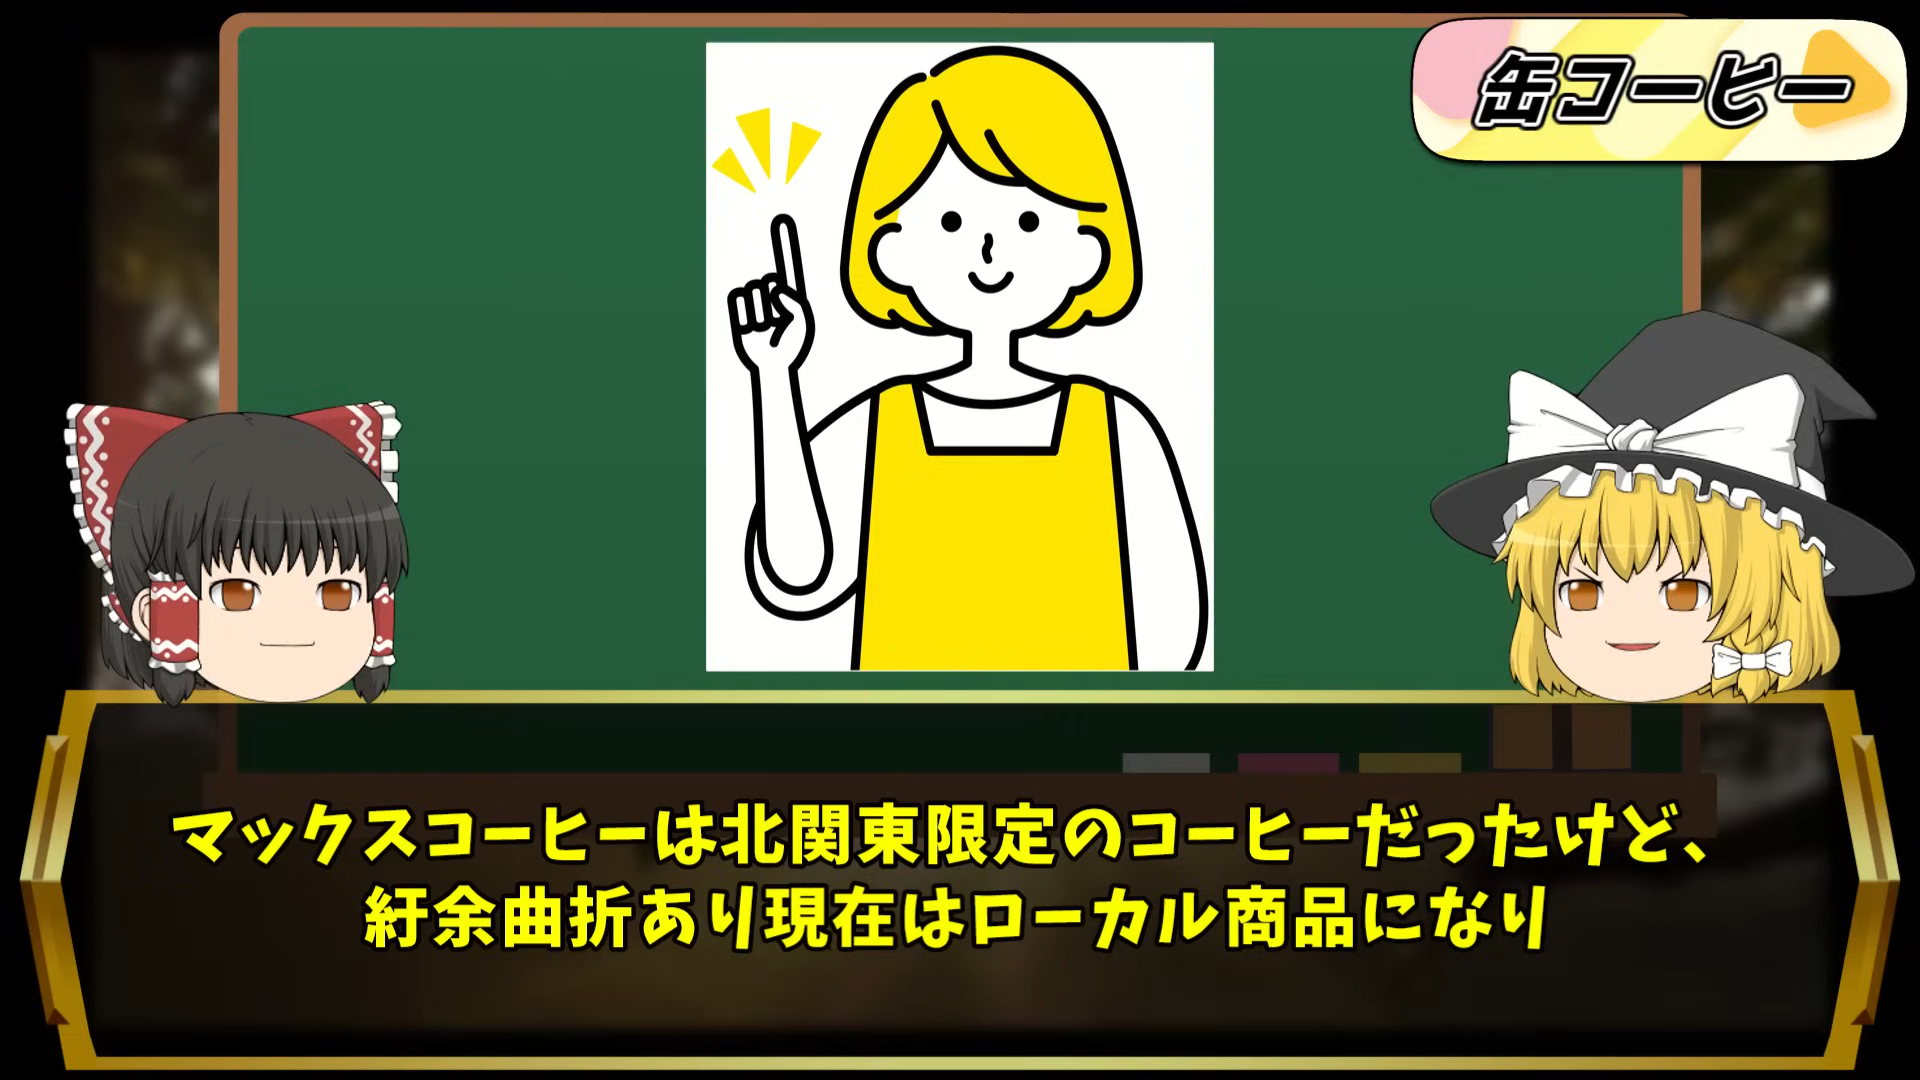 缶コーヒー
マックスコーヒーは北関東限定のコーヒーだったけど、
紆余曲折あり現在はローカル商品になり